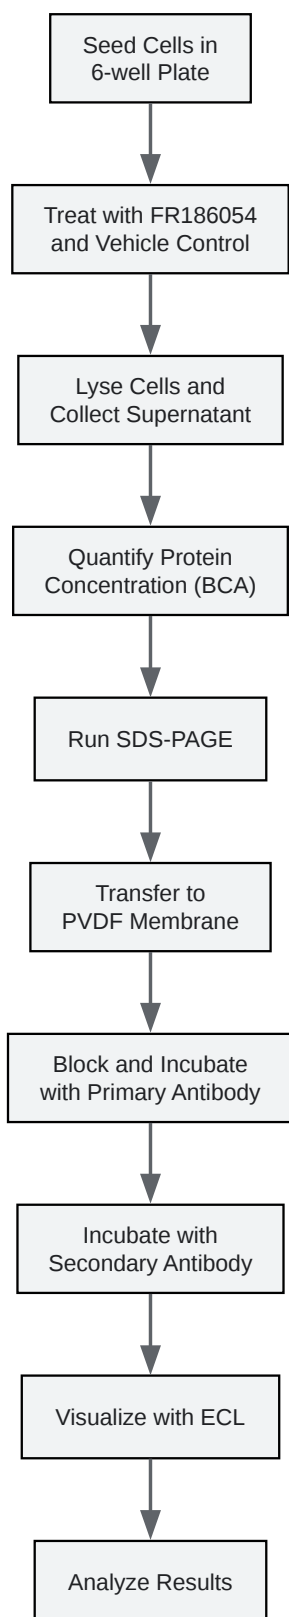 Seed Cells in
6-well Plate
Treat with FR186054
and Vehicle Control
Lyse Cells and
Collect Supernatant
Quantify Protein
Concentration (BCA)
Run SDS-PAGE
Transfer to
PVDF Membrane
Block and Incubate
with Primary Antibody
Incubate with
Secondary Antibody
Visualize with ECL
Analyze Results